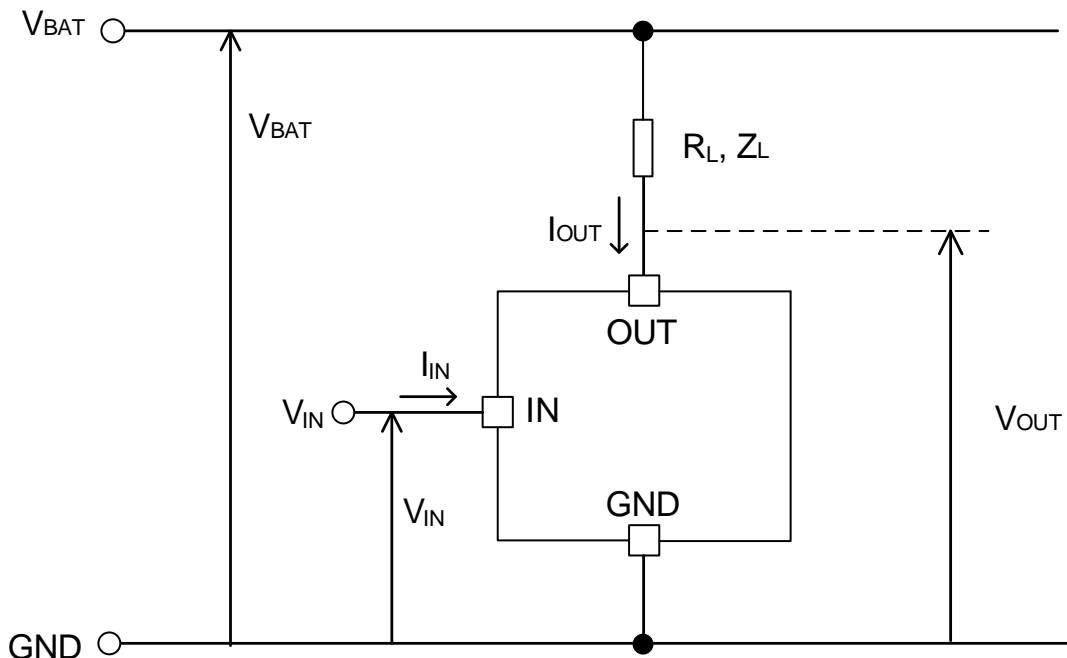 VBAT
VBAT
RL, ZL
IOUT
OUT
IIN
VIN
IN
VOUT
VIN
GND
GND